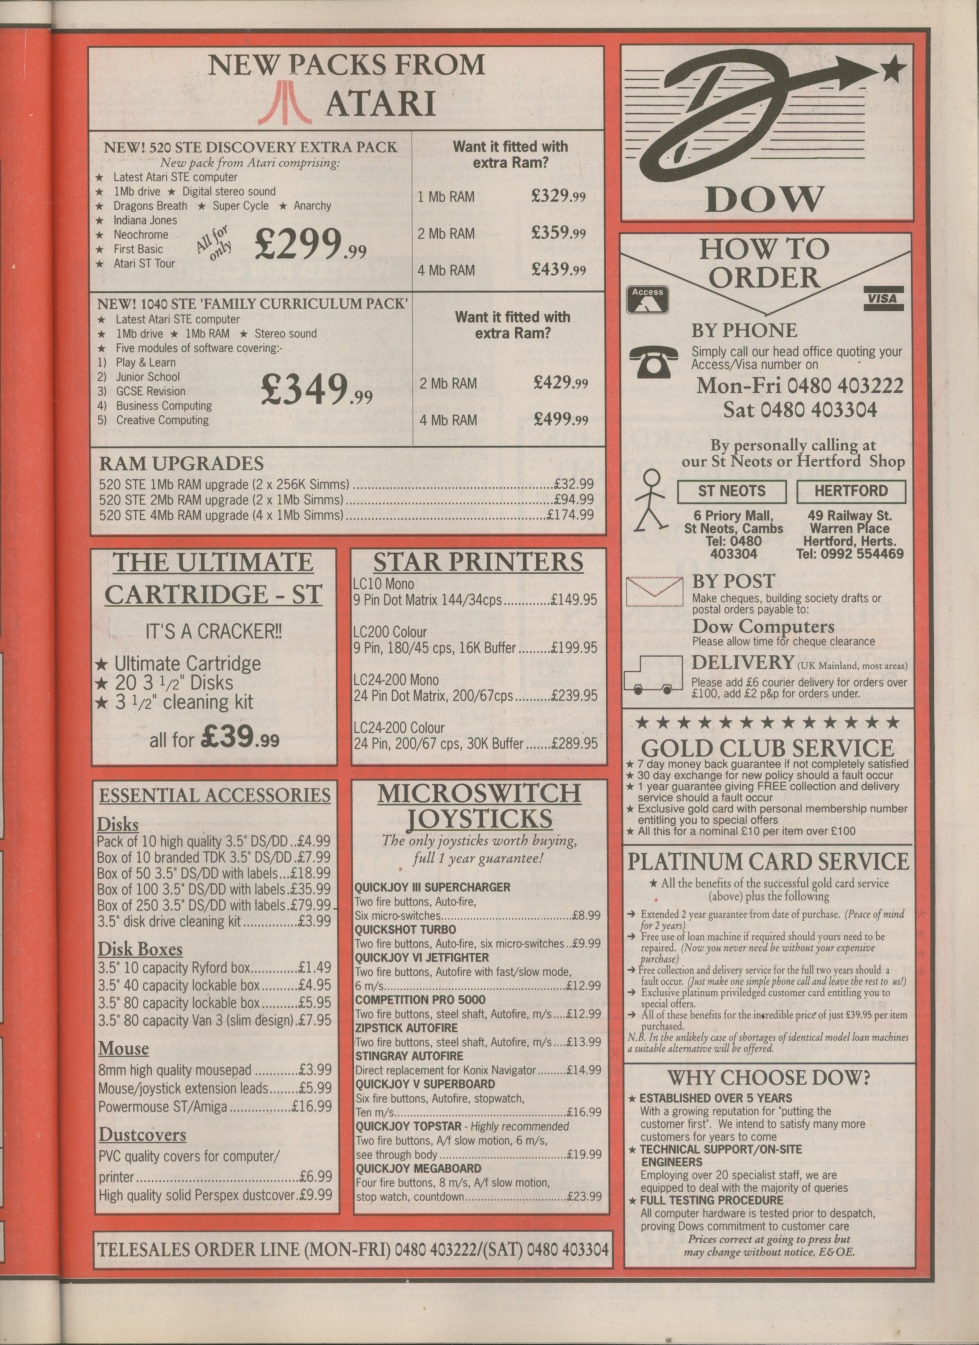 NEW PACKS FROM
ATARI
NEW! 520 STE DISCOVERY EXTRA PACK
New pack from Atari comprising:
★ Latest Atari STE computer
★ 1Mb drive ★ Digital stereo sound
★ Dragons Breath ★ Super Cycle ★ Anarchy
★ Indiana Jones
★ Neochrome
★ First Basic
★ Atari ST Tour
All for only
£299.99
Want it fitted with
extra Ram?
1 Mb RAM £329.99
2 Mb RAM £359.99
4 Mb RAM £439.99
NEW! 1040 STE 'FAMILY CURRICULUM PACK'
★ Latest Atari STE computer
★ 1Mb drive ★ 1Mb RAM ★ Stereo sound
★ Five modules of software covering:-
1) Play & Learn
2) Junior School
3) GCSE Revision
4) Business Computing
5) Creative Computing
£349.99
Want it fitted with
extra Ram?
2 Mb RAM £429.99
4 Mb RAM £499.99
RAM UPGRADES
520 STE 1Mb RAM upgrade (2 x 256K Simms)....................£32.99
520 STE 2Mb RAM upgrade (2 x 1Mb Simms)....................£94.99
520 STE 4Mb RAM upgrade (4 x 1Mb Simms)....................£174.99
THE ULTIMATE
CARTRIDGE - ST
IT'S A CRACKER!!
★ Ultimate Cartridge
★ 20 3 1/2" Disks
★ 3 1/2" cleaning kit
all for £39.99
STAR PRINTERS
LC10 Mono
9 Pin Dot Matrix 144/34cps............£149.95
LC200 Colour
9 Pin, 180/45 cps, 16K Buffer........£199.95
LC24-200 Mono
24 Pin Dot Matrix, 200/67cps.........£239.95
LC24-200 Colour
24 Pin, 200/67 cps, 30K Buffer......£289.95
ESSENTIAL ACCESSORIES
Disks
Pack of 10 high quality 3.5" DS/DD..£4.99
Box of 10 branded TDK 3.5" DS/DD.£7.99
Box of 50 3.5" DS/DD with labels...£18.99
Box of 100 3.5" DS/DD with labels.£35.99
Box of 250 3.5" DS/DD with labels.£79.99
3.5" disk drive cleaning kit..............£3.99
Disk Boxes
3.5" 10 capacity Ryford box............£1.49
3.5" 40 capacity lockable box.........£4.95
3.5" 80 capacity lockable box.........£5.95
3.5" 80 capacity Van 3 (slim design).£7.95
Mouse
8mm high quality mousepad............£3.99
Mouse/joystick extension leads.......£5.99
Powermouse ST/Amiga..............£16.99
Dustcovers
PVC quality covers for computer/
printer....................................£6.99
High quality solid Perspex dustcover.£9.99
MICROSWITCH
JOYSTICKS
The only joysticks worth buying,
full 1 year guarantee!
QUICKJOY III SUPERCHARGER
Two fire buttons, Auto-fire,
Six micro-switches..............................£8.99
QUICKSHOT TURBO
Two fire buttons, Auto-fire, six micro-switches..£9.99
QUICKJOY VI JETFIGHTER
Two fire buttons, Autofire with fast/slow mode,
6 m/s.................................................£12.99
COMPETITION PRO 5000
Two fire buttons, steel shaft, Autofire, m/s....£12.99
ZIPSTICK AUTOFIRE
Two fire buttons, steel shaft, Autofire, m/s....£13.99
STINGRAY AUTOFIRE
Direct replacement for Konix Navigator.........£14.99
QUICKJOY V SUPERBOARD
Six fire buttons, Autofire, stopwatch,
Ten m/s..............................................£16.99
QUICKJOY TOPSTAR - Highly recommended
Two fire buttons, A/f slow motion, 6 m/s,
see through body..................................£19.99
QUICKJOY MEGABOARD
Four fire buttons, 8 m/s, A/f slow motion,
stop watch, countdown...........................£23.99
TELESALES ORDER LINE (MON-FRI) 0480 403222/(SAT) 0480 403304
DOW
HOW TO
ORDER
Access
VISA
BY PHONE
Simply call our head office quoting your
Access/Visa number on
Mon-Fri 0480 403222
Sat 0480 403304
By personally calling at
our St Neots or Hertford Shop
ST NEOTS
6 Priory Mall,
St Neots, Cambs
Tel: 0480
403304
HERTFORD
49 Railway St.
Warren Place
Hertford, Herts.
Tel: 0992 554469
BY POST
Make cheques, building society drafts or
postal orders payable to:
Dow Computers
Please allow time for cheque clearance
DELIVERY (UK Mainland, most areas)
Please add £6 courier delivery for orders over
£100, add £2 p&p for orders under.
★ ★ ★ ★ ★ ★ ★ ★ ★ ★ ★ ★ ★
GOLD CLUB SERVICE
★ 7 day money back guarantee if not completely satisfied
★ 30 day exchange for new policy should a fault occur
★ 1 year guarantee giving FREE collection and delivery
service should a fault occur
★ Exclusive gold card with personal membership number
entitling you to special offers
★ All this for a nominal £10 per item over £100
PLATINUM CARD SERVICE
★ All the benefits of the successful gold card service
(above) plus the following
→ Extended 2 year guarantee from date of purchase. (Peace of mind
for 2 years)
→ Free use of loan machine if required should yours need to be
repaired. (Now you never need be without your expensive
purchase)
→ Free collection and delivery service for the full two years should a
fault occur. (Just make one simple phone call and leave the rest to us!)
→ Exclusive platinum priviledged customer card entitling you to
special offers.
→ All of these benefits for the incredible price of just £39.95 per item
purchased.
N.B. In the unlikely case of shortages of identical model loan machines
a suitable alternative will be offered.
WHY CHOOSE DOW?
★ ESTABLISHED OVER 5 YEARS
With a growing reputation for "putting the
customer first". We intend to satisfy many more
customers for years to come
★ TECHNICAL SUPPORT/ON-SITE
ENGINEERS
Employing over 20 specialist staff, we are
equipped to deal with the majority of queries
★ FULL TESTING PROCEDURE
All computer hardware is tested prior to despatch,
proving Dows commitment to customer care
Prices correct at going to press but
may change without notice. E&OE.